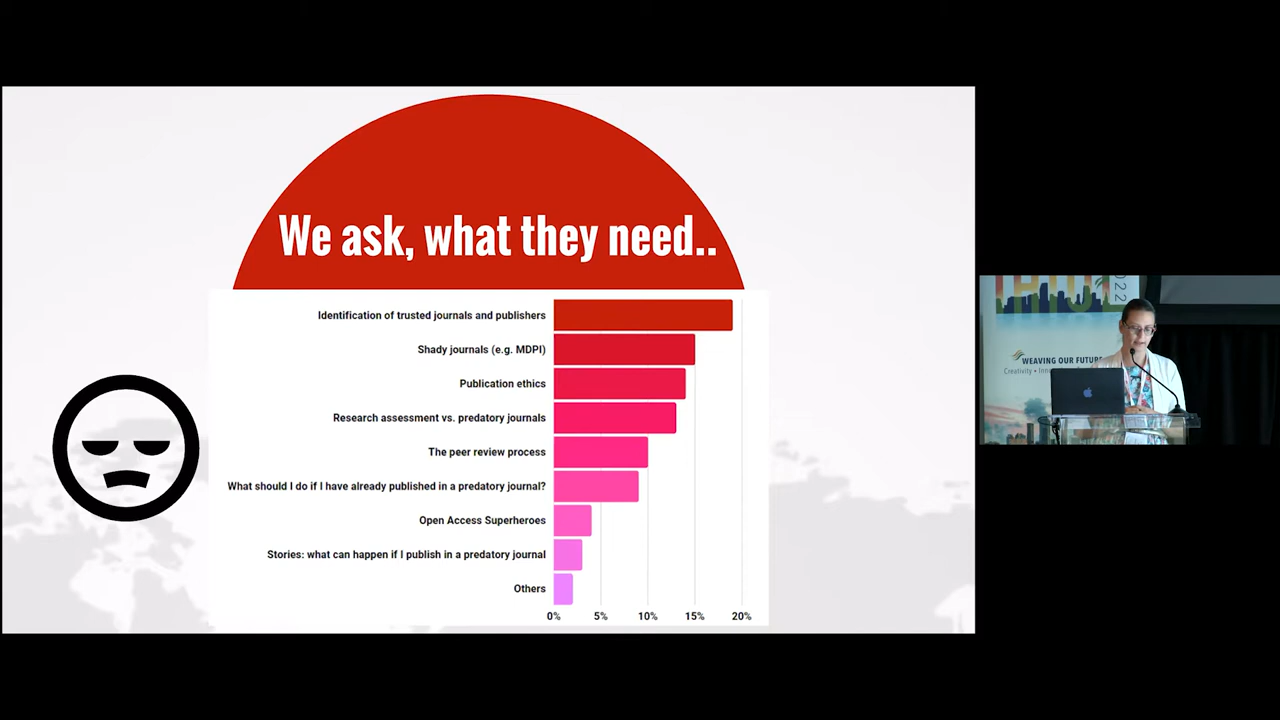 We ask, what they need..
Identification of trusted journals and publishers
Shady journals (e.g. MDPI)
Publication ethics
Research assessment vs. predatory journals
The peer review process
What should I do if I have already published in a predatory journal?
Open Access Superheroes
Stories: what can happen if I publish in a predatory journal
Others
0% 5% 10% 15% 20%
2022
WEAVING OUR FUTURE